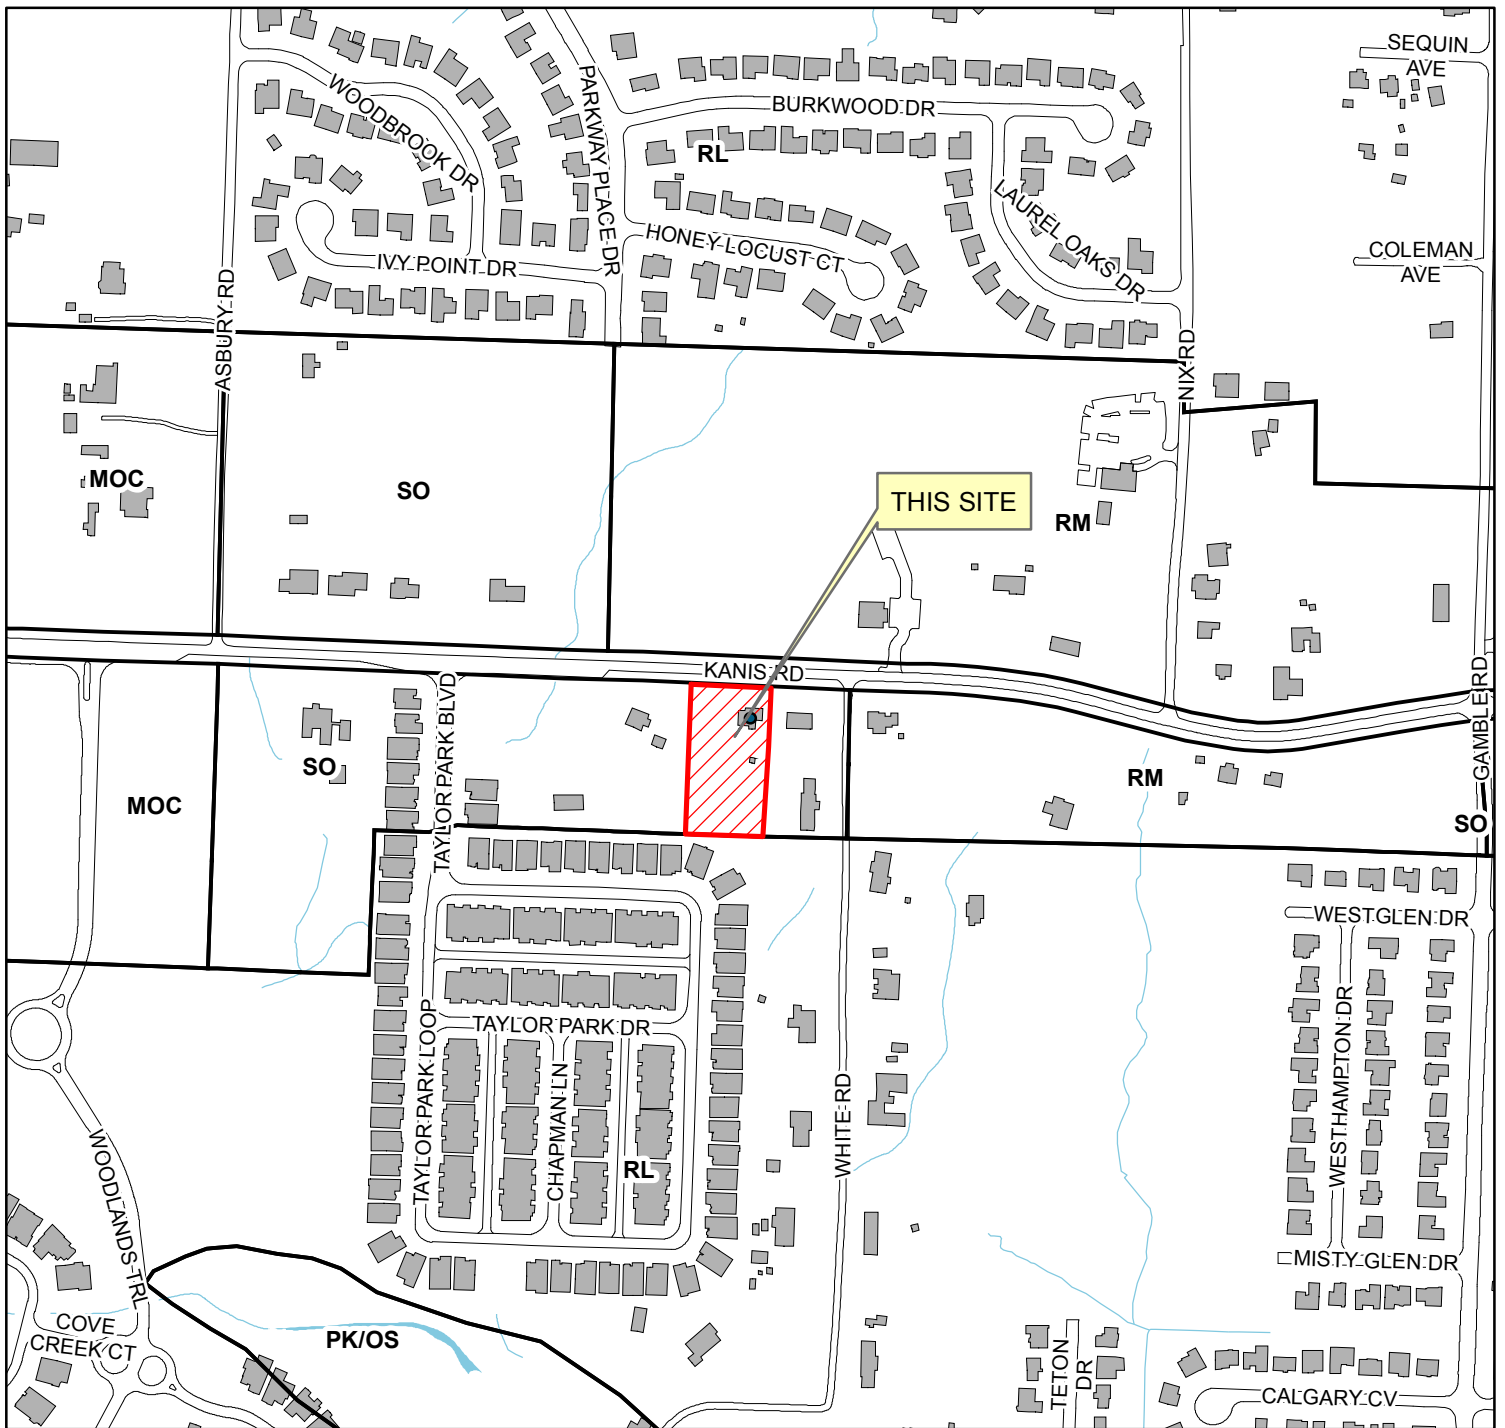 SEQUIN
AVE
WOODBROOK DR
PARKWAY PLACE DR
BURKWOOD DR
RL
LAUREL OAKS DR
HONEY LOCUST CT
COLEMAN
AVE
IVY POINT DR
ASBURY RD
NIX RD
MOC
SO
THIS SITE
RM
KANIS RD
TAYLOR PARK BLVD
GAMBLE RD
SO
MOC
RM
SO
WEST GLEN DR
TAYLOR PARK LOOP
TAYLOR PARK DR
CHAPMAN LN
WESTHAMPTON DR
WHITE RD
RL
WOODLANDS TRL
MISTY GLEN DR
COVE
CREEK CT
PK/OS
TETON
DR
CALGARY CV